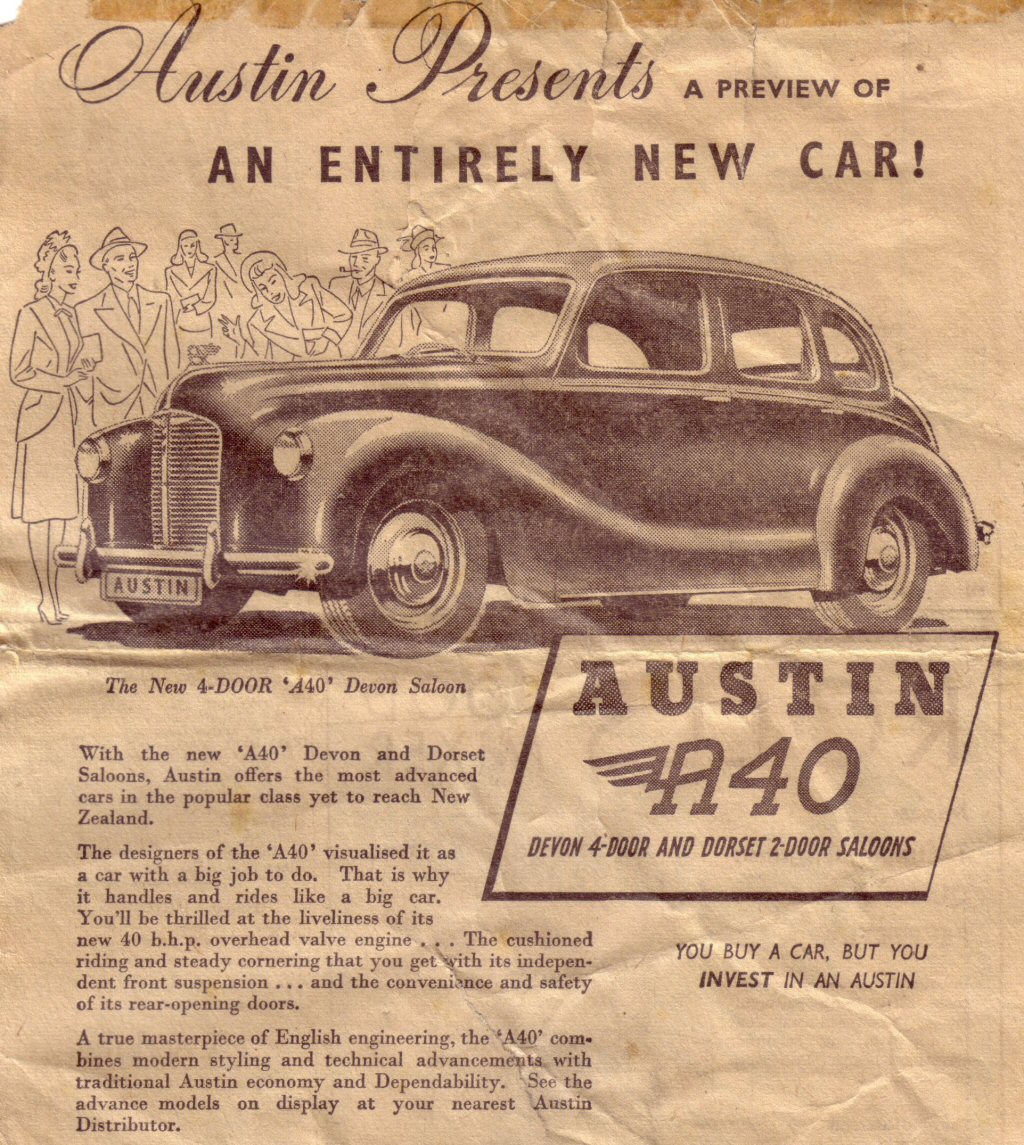 Austin Presents A PREVIEW OF
AN ENTIRELY NEW CAR!
AUSTIN
The New 4-DOOR ‘A40’ Devon Saloon
AUSTIN
A40
DEVON 4-DOOR AND DORSET 2-DOOR SALOONS
With the new ‘A40’ Devon and Dorset
Saloons, Austin offers the most advanced
cars in the popular class yet to reach New
Zealand.
The designers of the ‘A40’ visualised it as
a car with a big job to do. That is why
it handles and rides like a big car.
You’ll be thrilled at the liveliness of its
new 40 b.h.p. overhead valve engine . . . The cushioned
riding and steady cornering that you get with its indepen-
dent front suspension . . . and the convenience and safety
of its rear-opening doors.
A true masterpiece of English engineering, the ‘A40’ com-
bines modern styling and technical advancements with
traditional Austin economy and Dependability. See the
advance models on display at your nearest Austin
Distributor.
YOU BUY A CAR, BUT YOU
INVEST IN AN AUSTIN